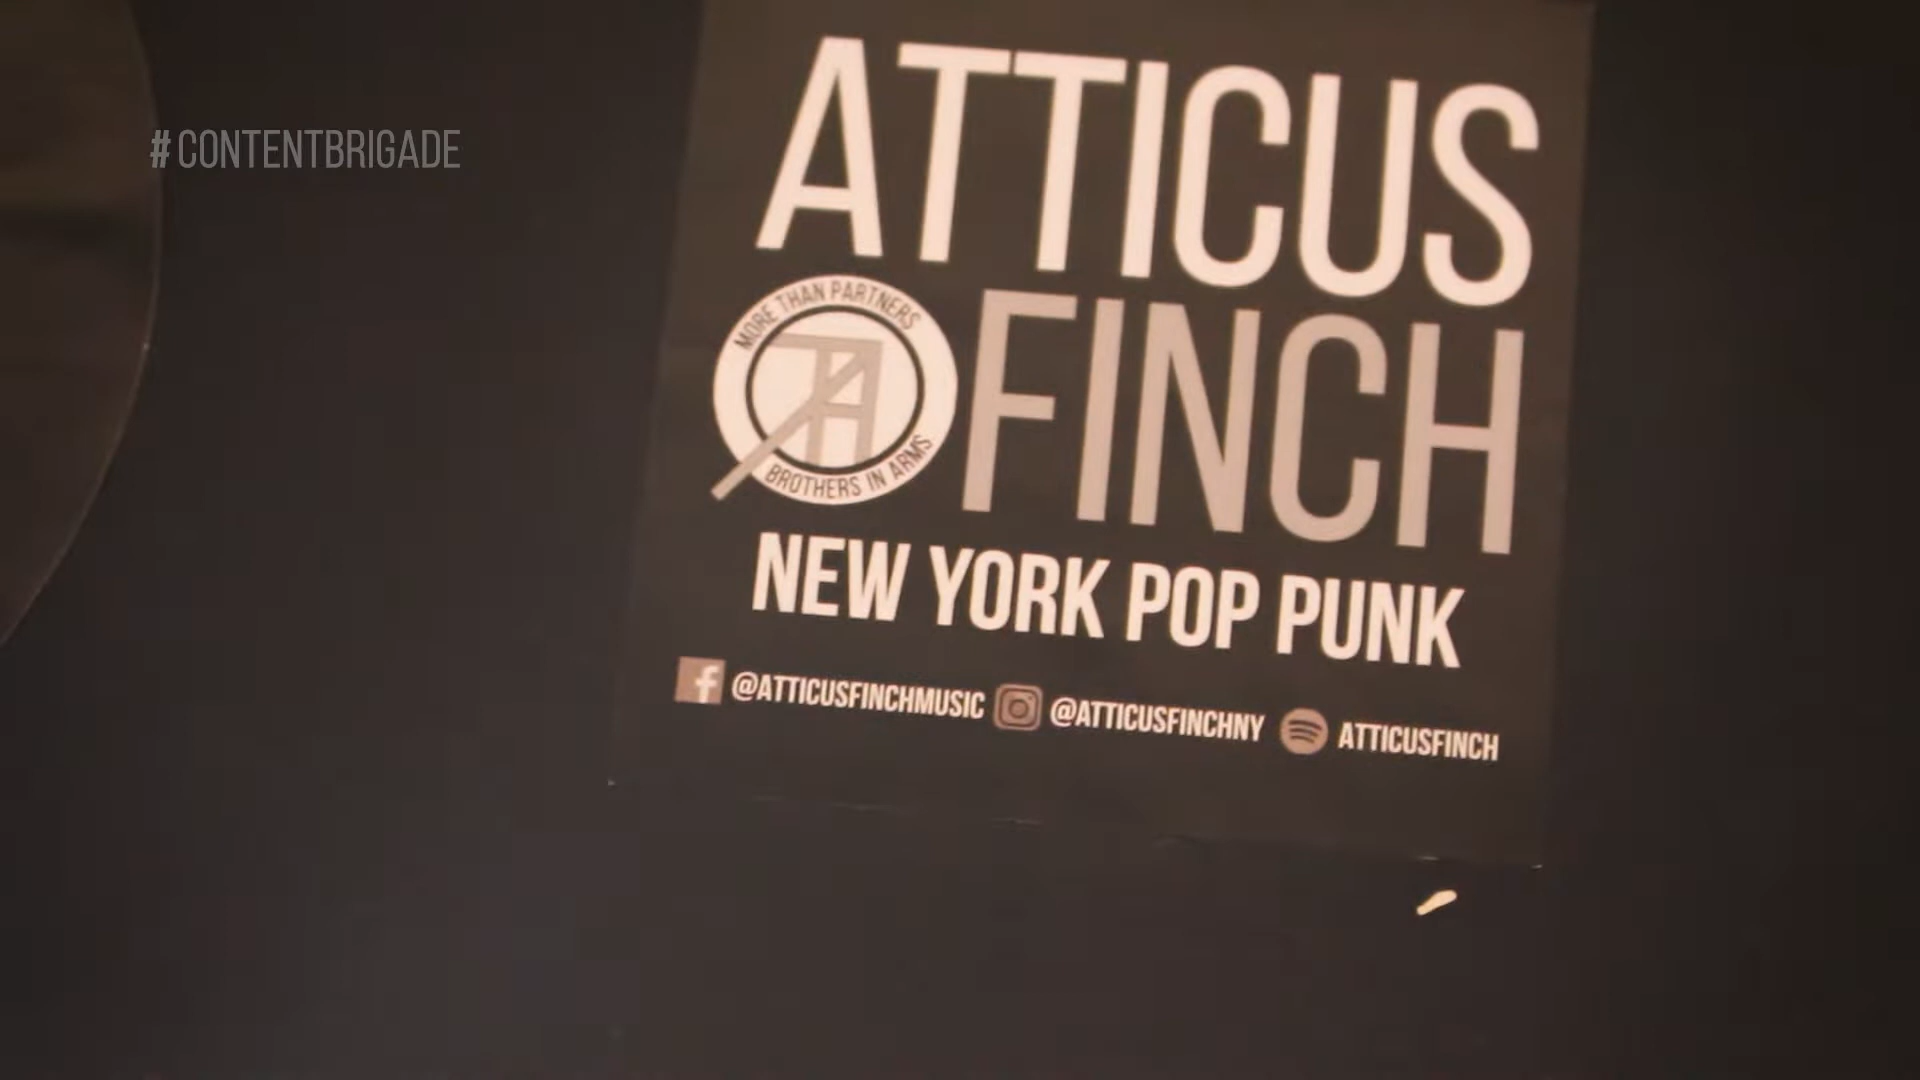 #CONTENTBRIGADE
ATTICUS
FINCH
MORE THAN PARTNERS
BROTHERS IN ARMS
NEW YORK POP PUNK
@ATTICUSFINCHMUSIC @ATTICUSFINCHNY ATTICUSFINCH